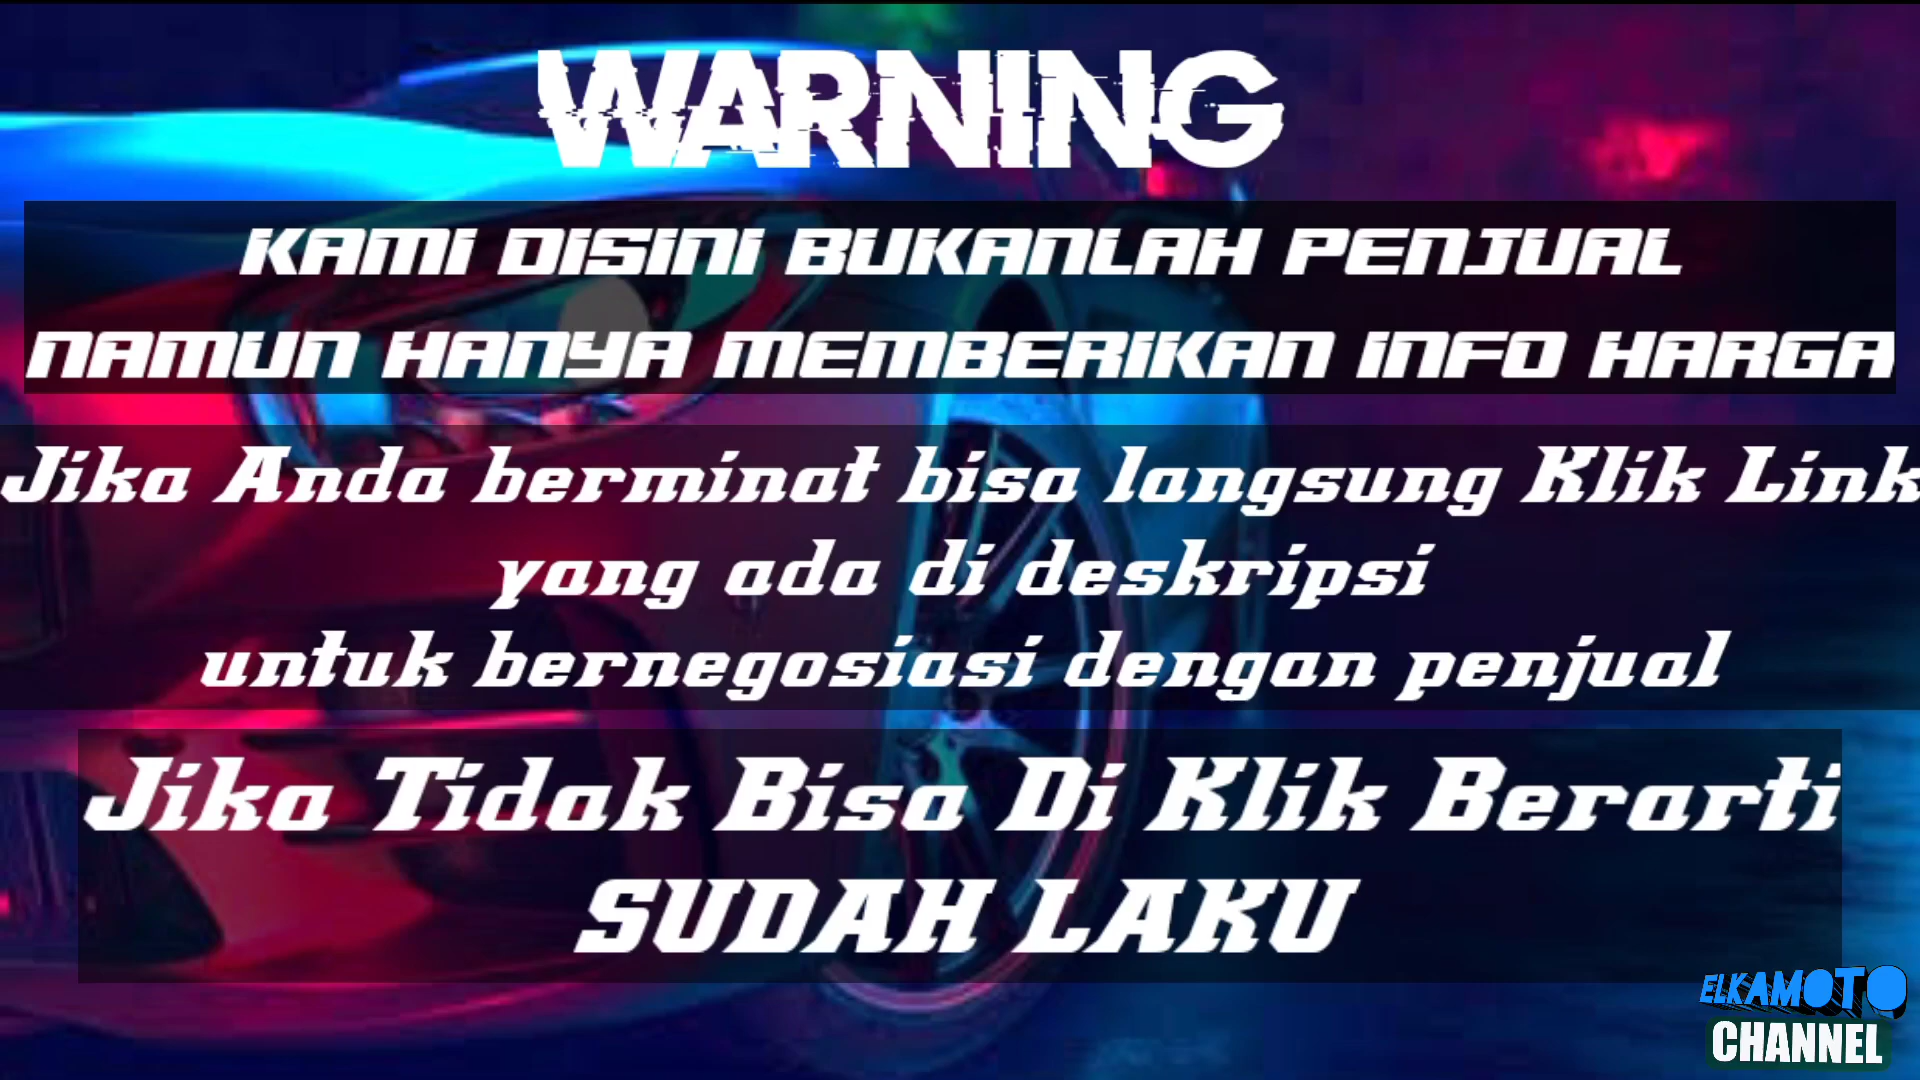 WARNING
KAMI DISINI BUKANLAH PENJUAL
NAMUN HANYA MEMBERIKAN INFO HARGA
Jika Anda berminat bisa langsung Klik Link
yang ada di deskripsi
untuk bernegosiasi dengan penjual
Jika Tidak Bisa Di Klik Berarti
SUDAH LAKU
ELKAMOTO
CHANNEL